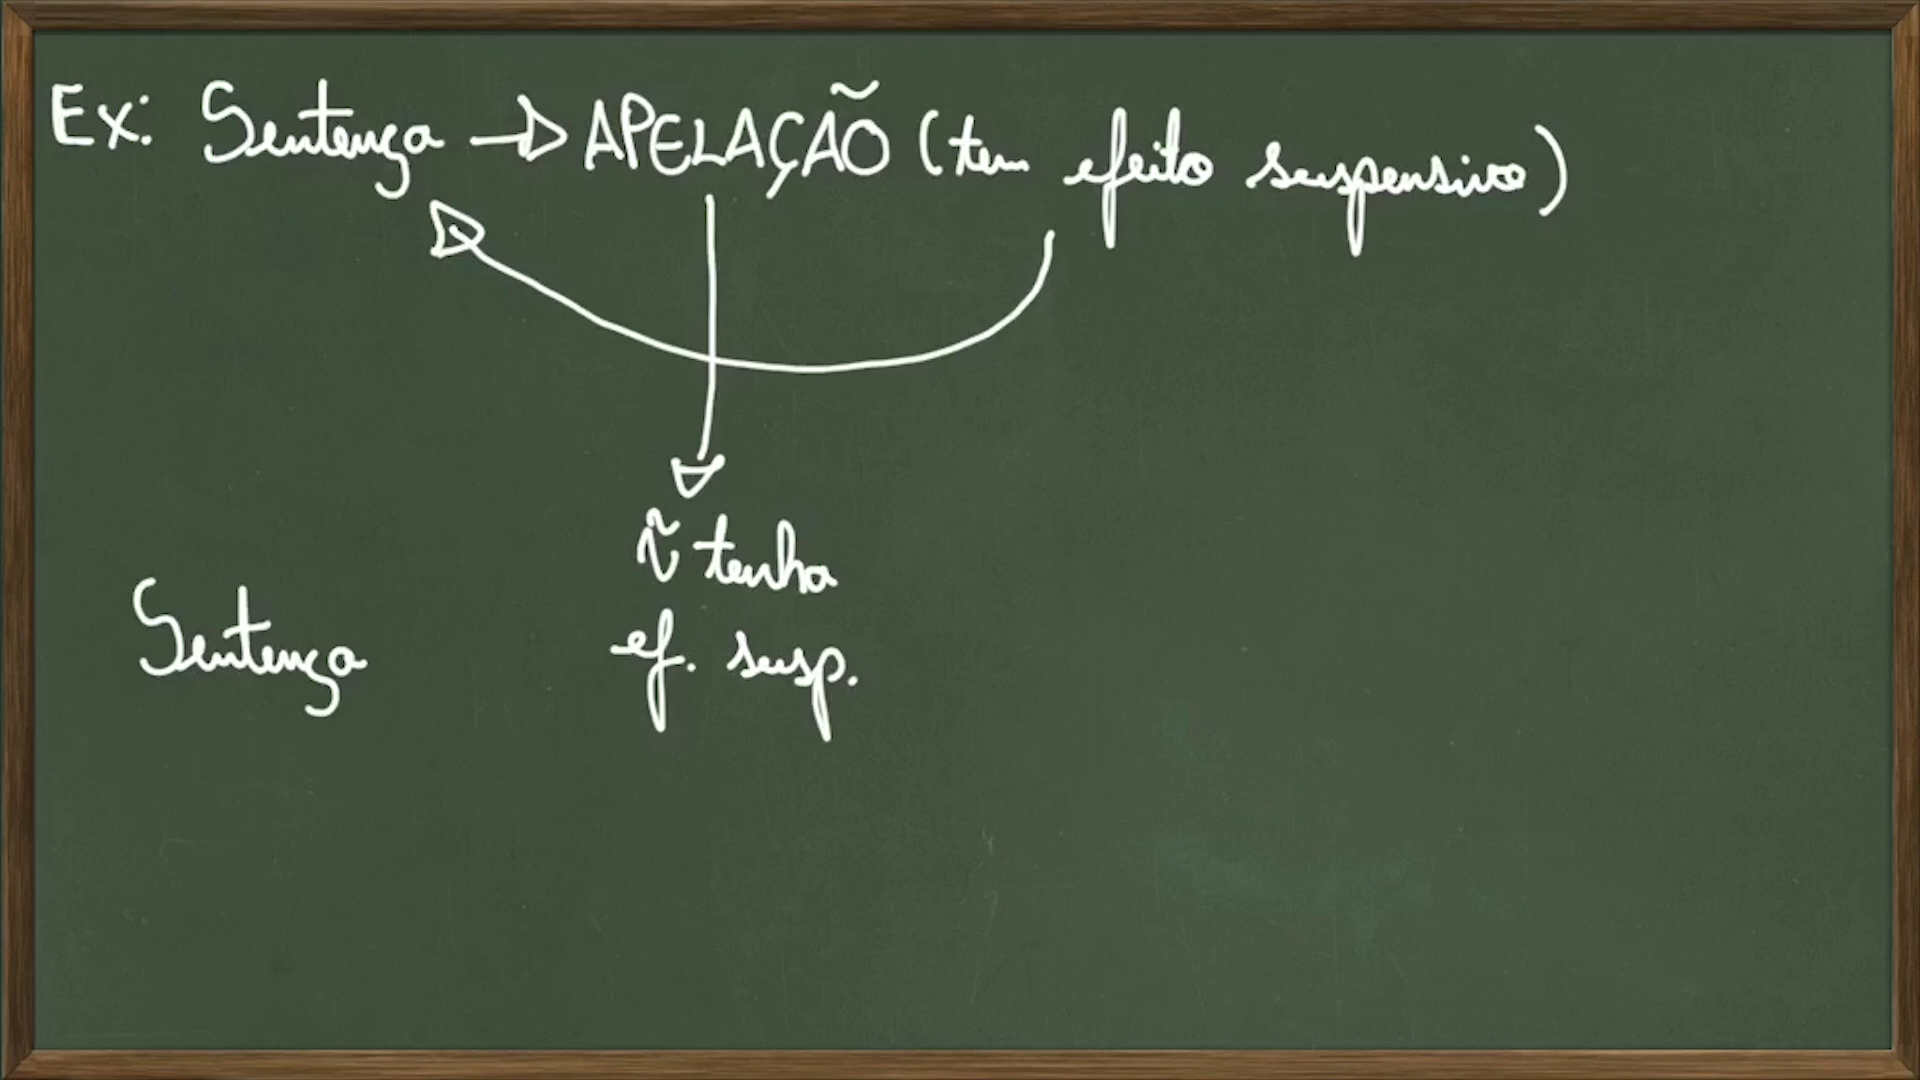 Ex: Sentença → APELAÇÃO (tem efeito suspensivo)
ñ tenha
Sentença
ef. susp.